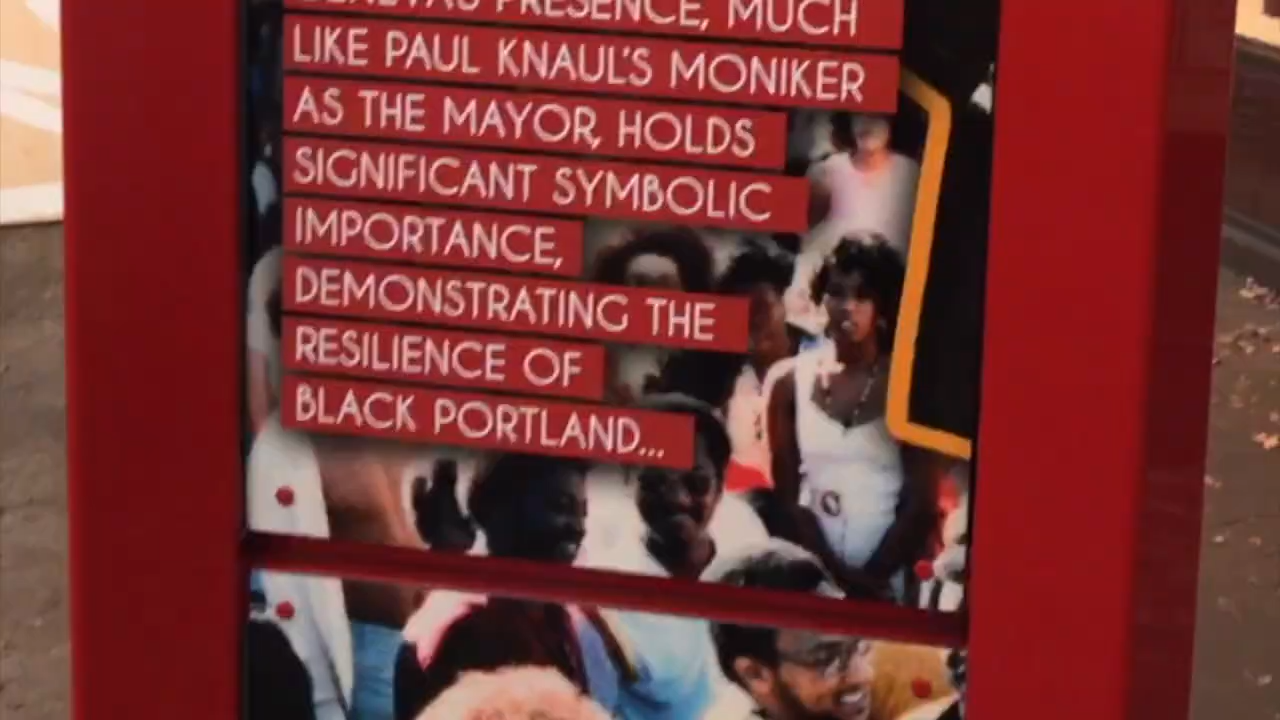 PRESENCE, MUCH
LIKE PAUL KNAUL'S MONIKER
AS THE MAYOR, HOLDS
SIGNIFICANT SYMBOLIC
IMPORTANCE,
DEMONSTRATING THE
RESILIENCE OF
BLACK PORTLAND...